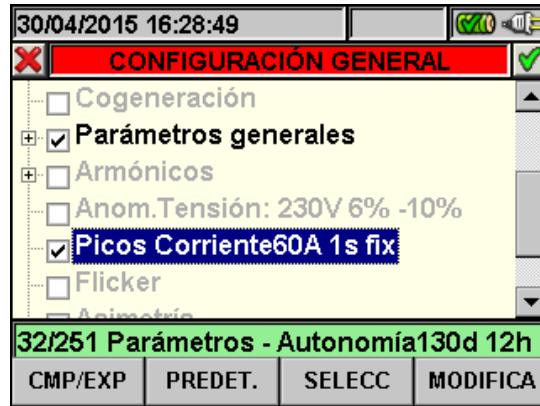 30/04/2015 16:28:49
CONFIGURACIÓN GENERAL
Cogeneración
Parámetros generales
Armónicos
Anom.Tensión: 230V 6% -10%
Picos Corriente60A 1s fix
Flicker
Asimetría
32/251 Parámetros - Autonomía130d 12h
CMP/EXP PREDET. SELECC MODIFICA